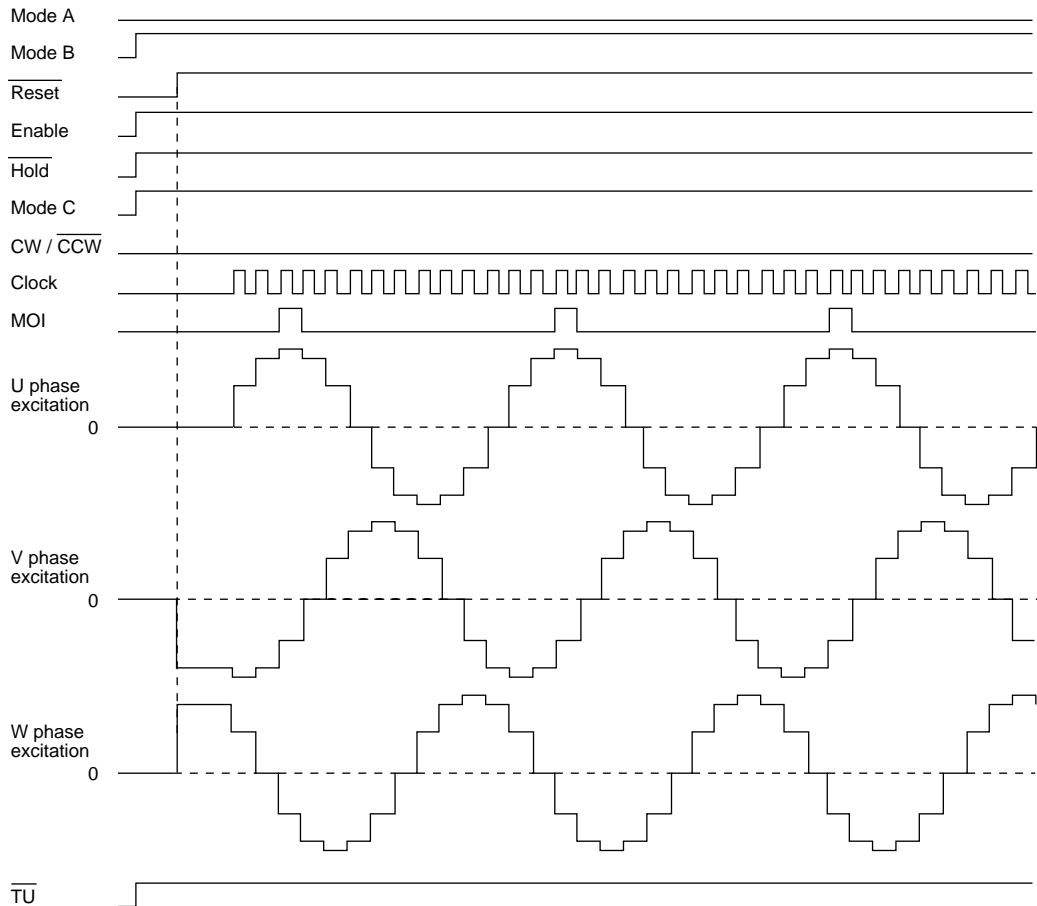 Mode A
Mode B
Reset
Enable
Hold
Mode C
CW / CCW
Clock
MOI
U phase
excitation
0
V phase
excitation
0
W phase
excitation
0
TU